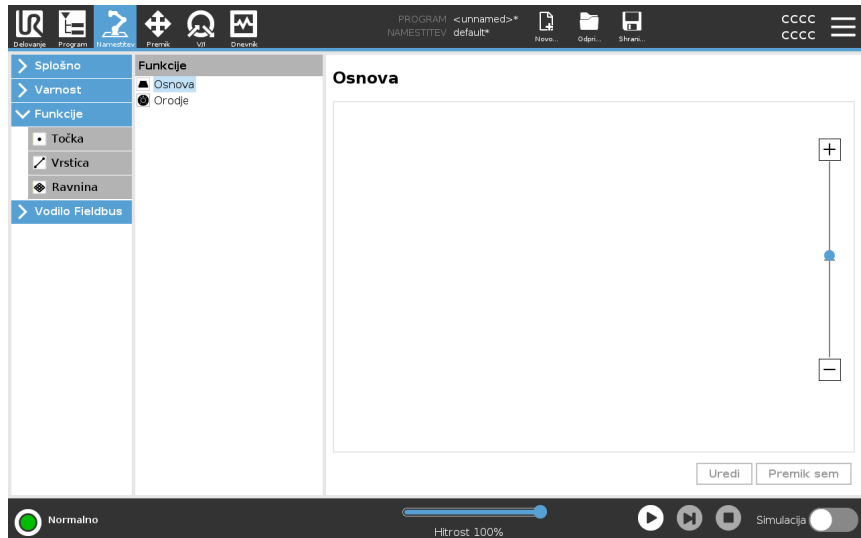 Delovanje Program Namestitev Premik V/I Dnevnik
PROGRAM <unnamed>*
NAMESTITEV default*
Novo... Odpri... Shrani...
cccc
cccc
Splošno
Varnost
Funkcije
Točka
Vrstica
Ravnina
Vodilo Fieldbus
Funkcije
Osnova
Orodje
Osnova
Uredi Premik sem
Normalno
Hitrost 100%
Simulacija